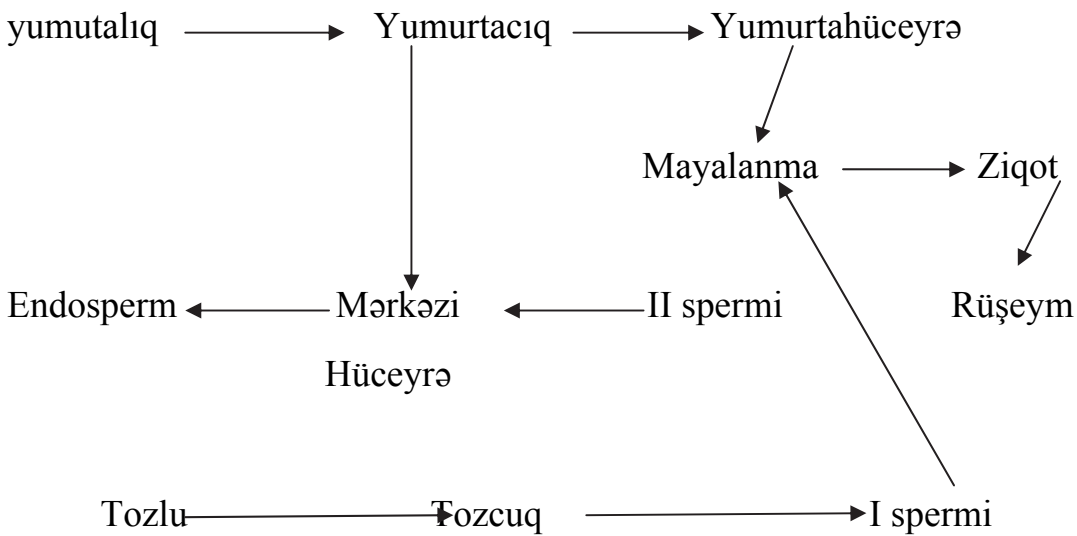 yumutalıq Yumurtacıq Yumurtahüceyrə
Mayalanma Ziqot
Endosperm Mərkəzi II spermi Rüşeym
Hüceyrə
Tozlu Tozcuq I spermi